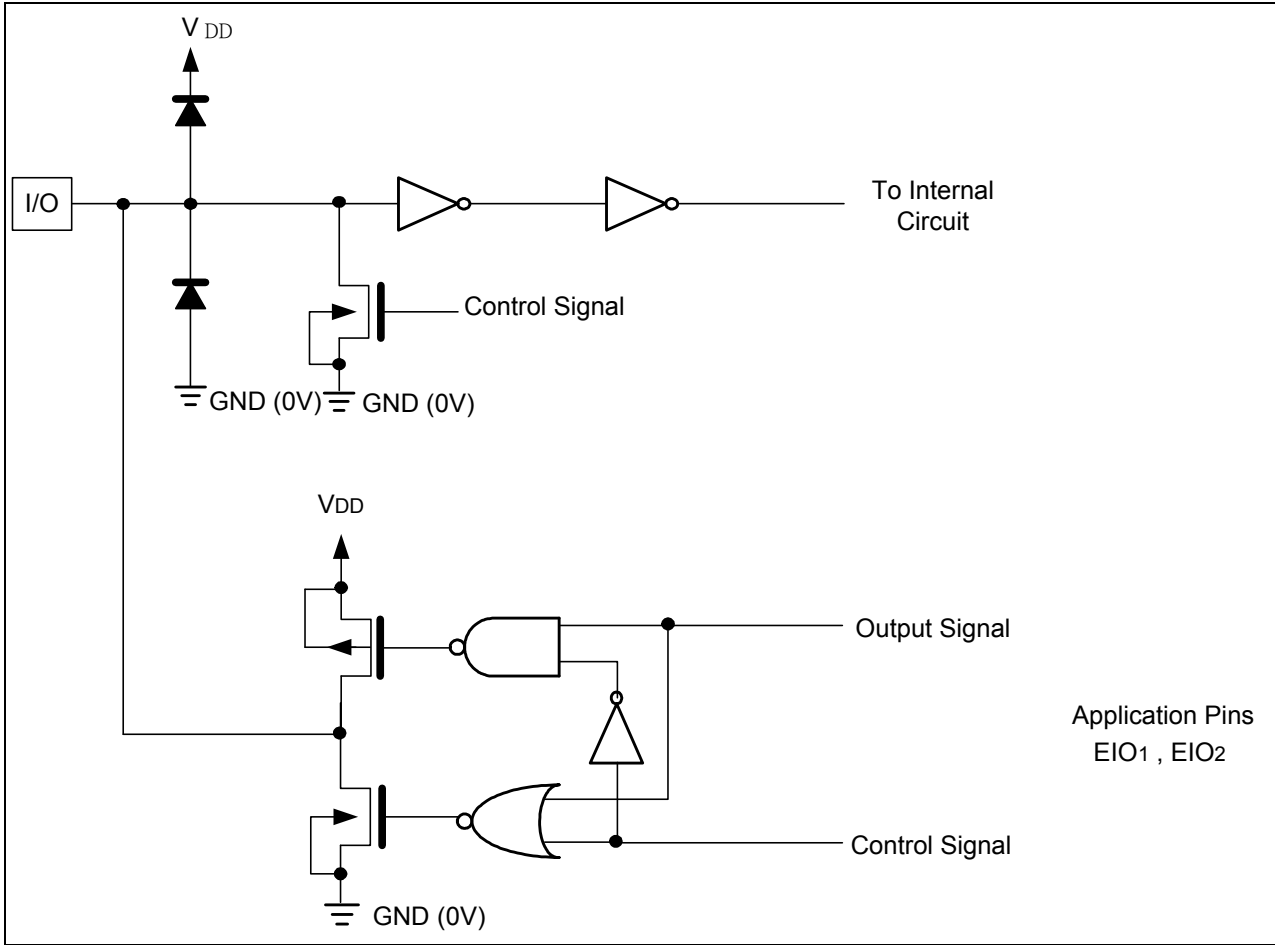 V DD
I/O
To Internal
Circuit
Control Signal
GND (0V)
GND (0V)
VDD
Output Signal
Application Pins
EIO1 , EIO2
Control Signal
GND (0V)